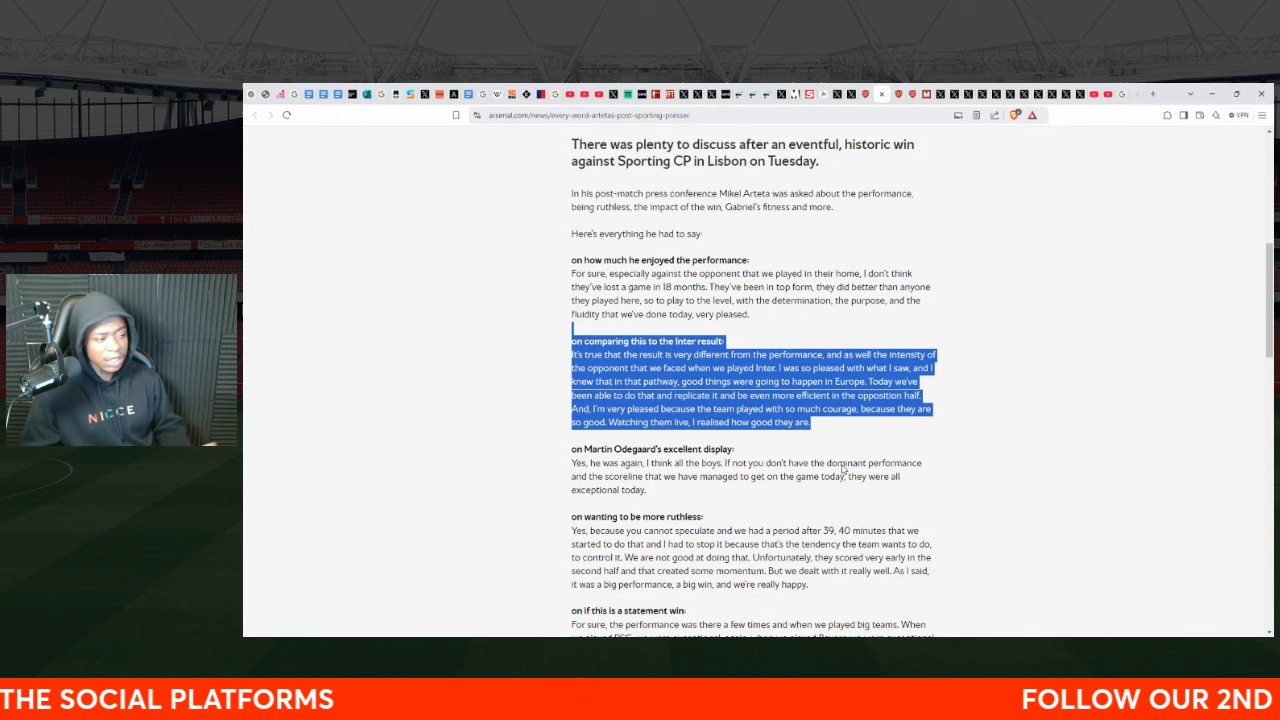 arsenal.com/news/every-word-artetas-post-sporting-presser
VPN
There was plenty to discuss after an eventful, historic win
against Sporting CP in Lisbon on Tuesday.
In his post-match press conference Mikel Arteta was asked about the performance,
being ruthless, the impact of the win, Gabriel's fitness and more.
Here's everything he had to say:
on how much he enjoyed the performance:
For sure, especially against the opponent that we played in their home, I don't think
they've lost a game in 18 months. They've been in top form, they did better than anyone
they played here, so to play to the level, with the determination, the purpose, and the
fluidity that we've done today, very pleased.
on comparing this to the Inter result:
It's true that the result is very different from the performance, and as well the intensity of
the opponent that we faced when we played Inter. I was so pleased with what I saw, and I
knew that in that pathway, good things were going to happen in Europe. Today we've
been able to do that and replicate it and be even more efficient in the opposition half.
And, I'm very pleased because the team played with so much courage, because they are
so good. Watching them live, I realised how good they are.
on Martin Odegaard's excellent display:
Yes, he was again, I think all the boys. If not you don't have the dominant performance
and the scoreline that we have managed to get on the game today, they were all
exceptional today.
on wanting to be more ruthless:
Yes, because you cannot speculate and we had a period after 39, 40 minutes that we
started to do that and I had to stop it because that's the tendency the team wants to do,
to control it. We are not good at doing that. Unfortunately, they scored very early in the
second half and that created some momentum. But we dealt with it really well. As I said,
it was a big performance, a big win, and we're really happy.
on if this is a statement win:
For sure, the performance was there a few times and when we played big teams. When
NICCE
THE SOCIAL PLATFORMS
FOLLOW OUR 2ND